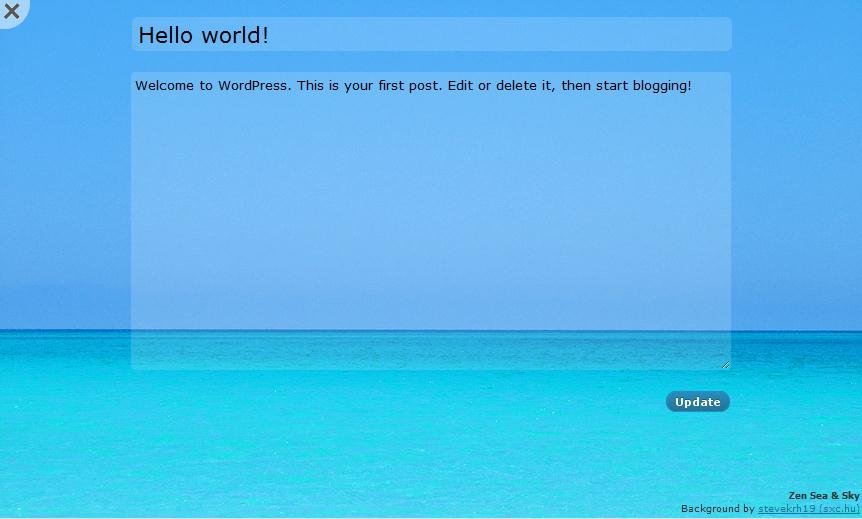 Hello world!
Welcome to WordPress. This is your first post. Edit or delete it, then start blogging!
Update
Zen Sea & Sky
Background by stevekrh19 (sxc.hu)